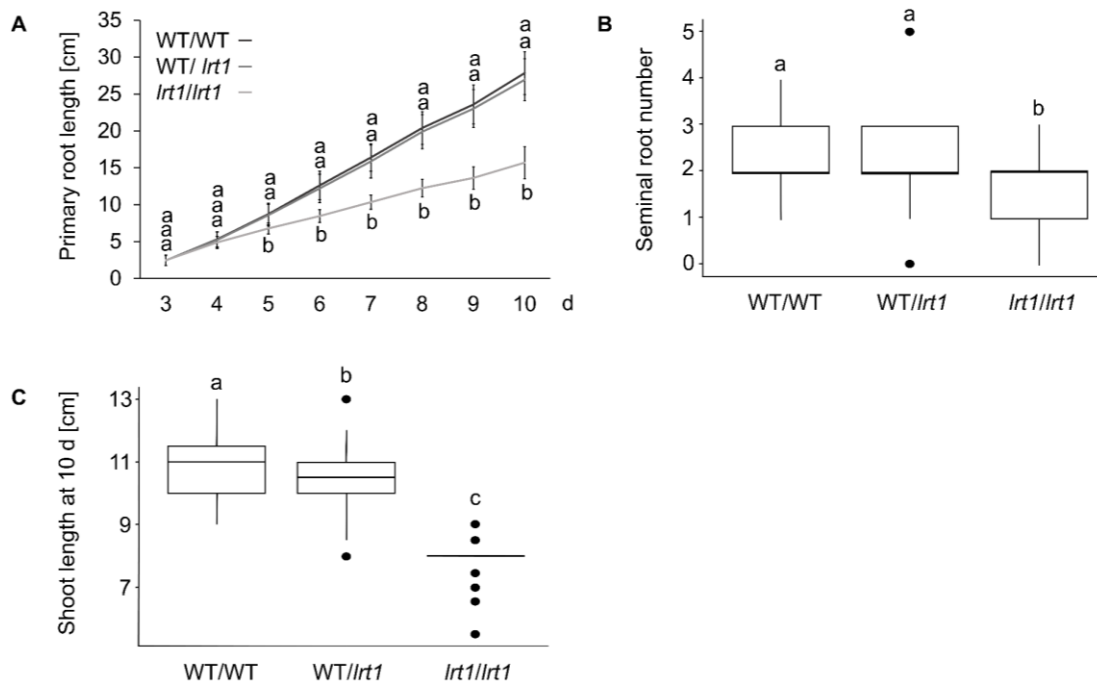 A
Primary root length [cm]
35
30
25
20
15
10
5
0
WT/WT
WT/ lrt1
lrt1/lrt1
a
a
a
a
a
a
a
a
b
a
a
b
a
a
b
a
a
b
a
a
b
a
a
b
3 4 5 6 7 8 9 10 d
B
Seminal root number
5
4
3
2
1
0
a
a
b
WT/WT WT/lrt1 lrt1/lrt1
C
Shoot length at 10 d [cm]
13
11
9
7
a
b
c
WT/WT WT/lrt1 lrt1/lrt1